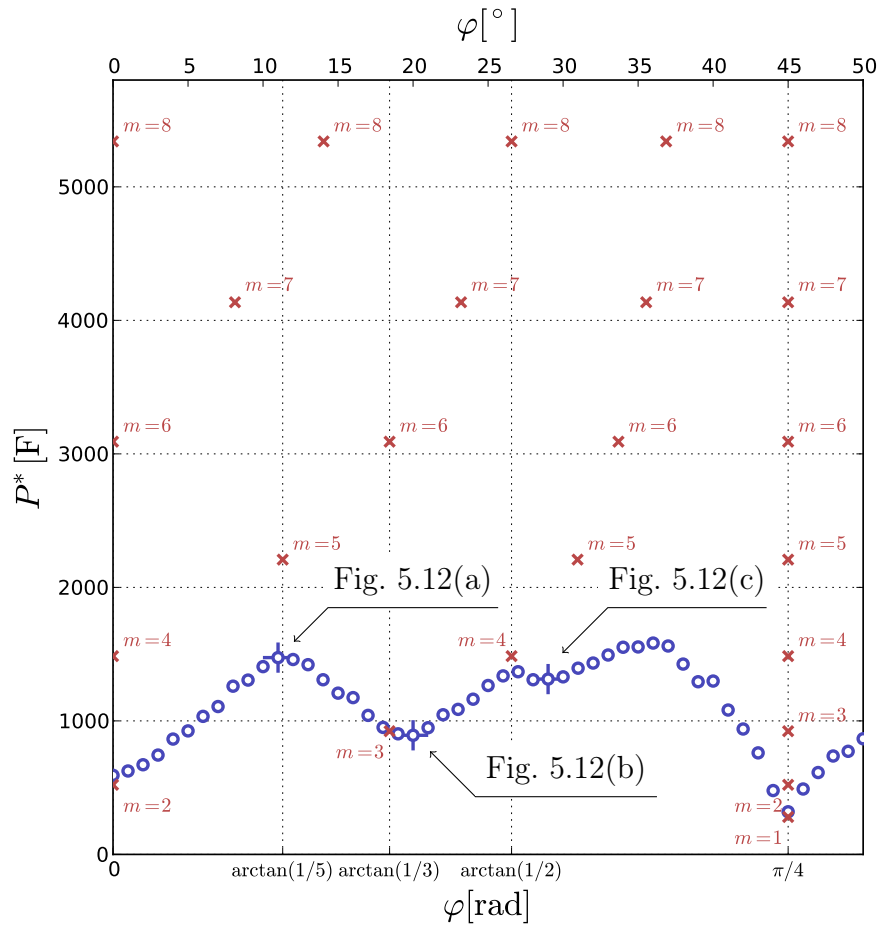 φ[°]
0 5 10 15 20 25 30 35 40 45 50
m=8 m=8 m=8 m=8 m=8
5000
m=7 m=7 m=7 m=7
4000
m=6 m=6 m=6 m=6
3000
P* [F]
m=5 m=5 m=5
2000
Fig. 5.12(a) Fig. 5.12(c)
m=4 m=4 m=4
1000
m=3 m=3
Fig. 5.12(b)
m=2 m=2
m=1
0
0 arctan(1/5) arctan(1/3) arctan(1/2) π/4
φ[rad]